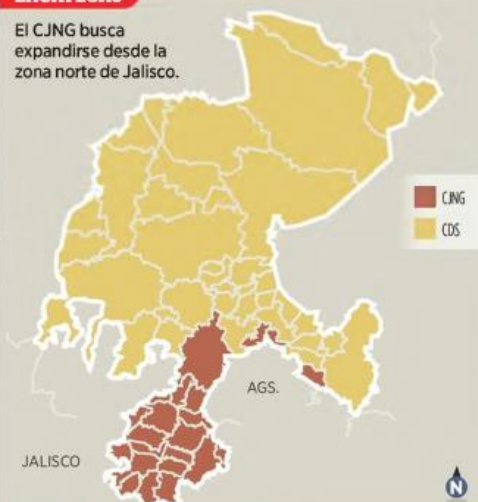 El CJNG busca
expandirse desde la
zona norte de Jalisco.
CJNG
CDS
AGS.
JALISCO
N